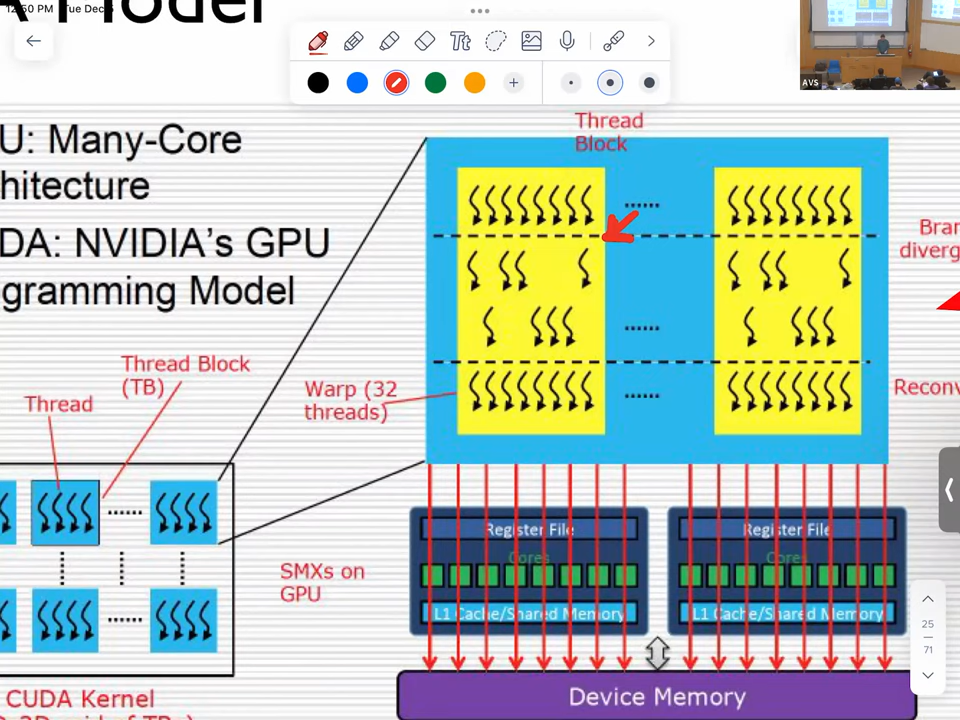 12:50 PM Tue Dec
Model
U: Many-Core
hitecture
DA: NVIDIA's GPU
gramming Model
Tt
AVS
Thread
Block
Bran
diverg
Thread Block
(TB)
Thread
Warp (32
threads)
Reconv
Register File
Cores
L1 Cache/Shared Memory
Register File
Cores
L1 Cache/Shared Memory
SMXs on
GPU
25
71
CUDA Kernel
Device Memory